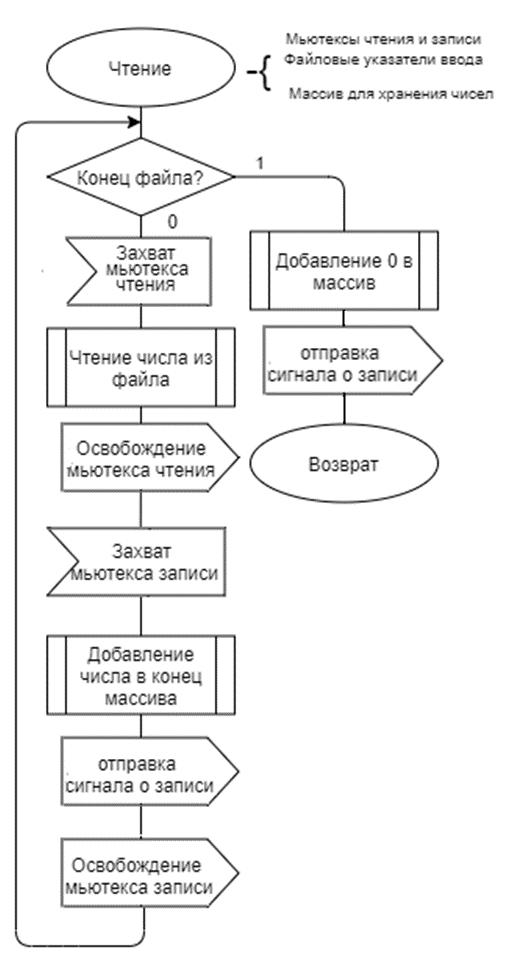 Чтение
Мьютексы чтения и записи
Файловые указатели ввода
Массив для хранения чисел
Конец файла?
1
0
Захват
мьютекса
чтения
Чтение числа из
файла
Освобождение
мьютекса чтения
Захват
мьютекса записи
Добавление
числа в конец
массива
отправка
сигнала о записи
Освобождение
мьютекса записи
Добавление 0 в
массив
отправка
сигнала о записи
Возврат